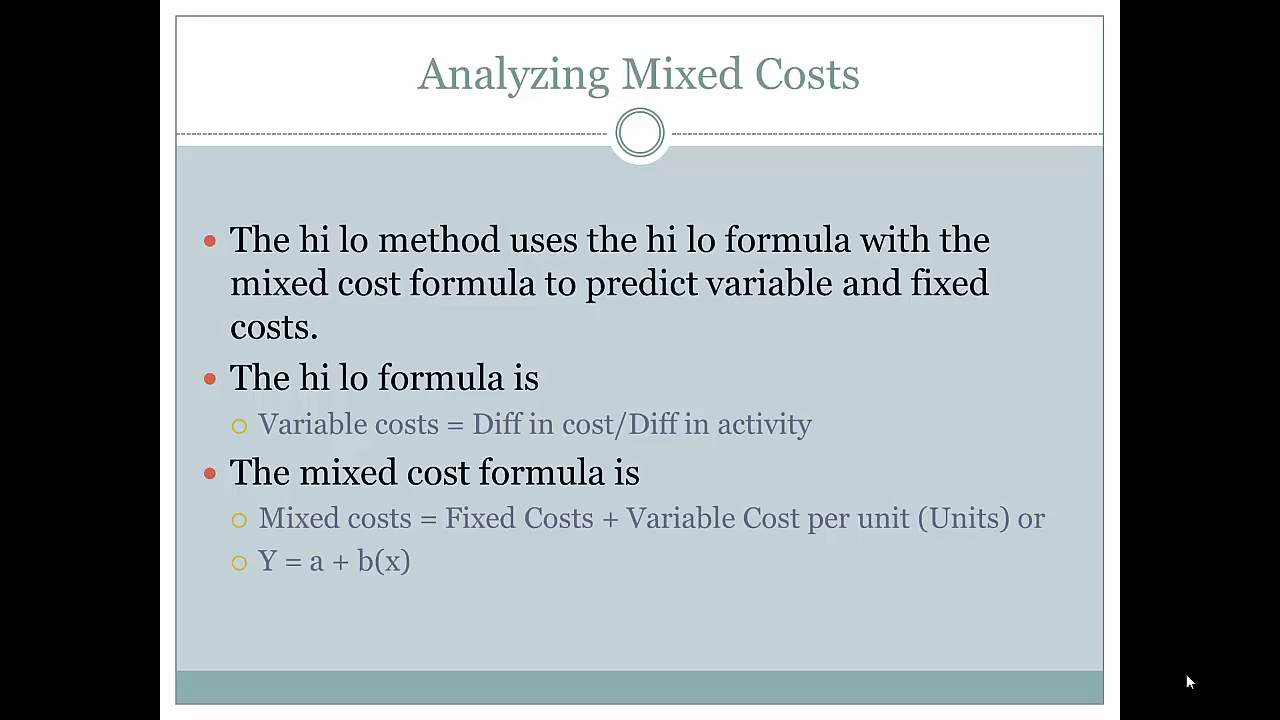 Analyzing Mixed Costs
The hi lo method uses the hi lo formula with the
mixed cost formula to predict variable and fixed
costs.
The hi lo formula is
Variable costs = Diff in cost/Diff in activity
The mixed cost formula is
Mixed costs = Fixed Costs + Variable Cost per unit (Units) or
Y = a + b(x)